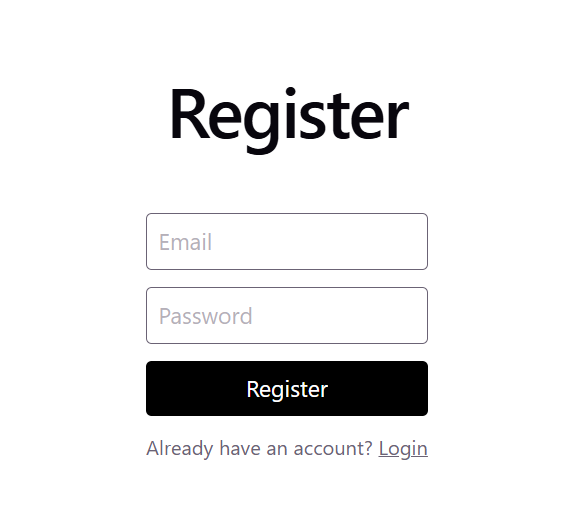 Register
Email
Password
Register
Already have an account? Login